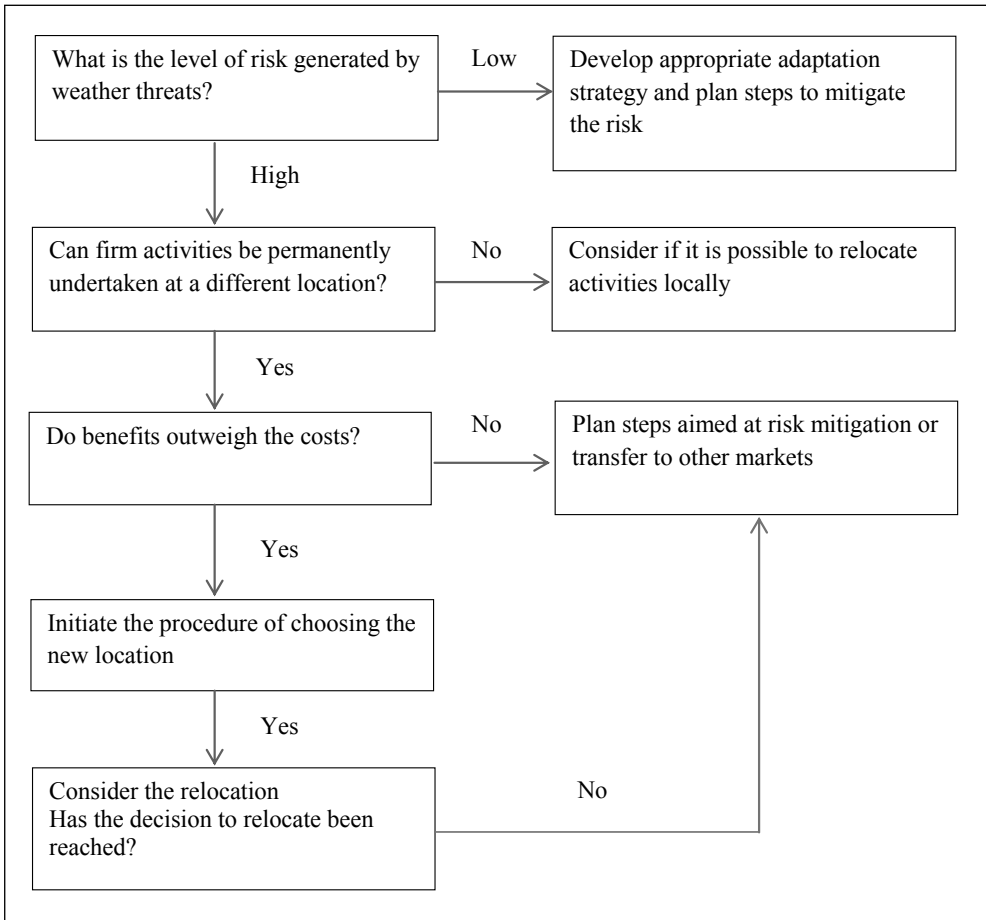 What is the level of risk generated by
weather threats?
Low
Develop appropriate adaptation
strategy and plan steps to mitigate
the risk
High
Can firm activities be permanently
undertaken at a different location?
No
Consider if it is possible to relocate
activities locally
Yes
Do benefits outweigh the costs?
No
Plan steps aimed at risk mitigation or
transfer to other markets
Yes
Initiate the procedure of choosing the
new location
Yes
Consider the relocation
Has the decision to relocate been
reached?
No